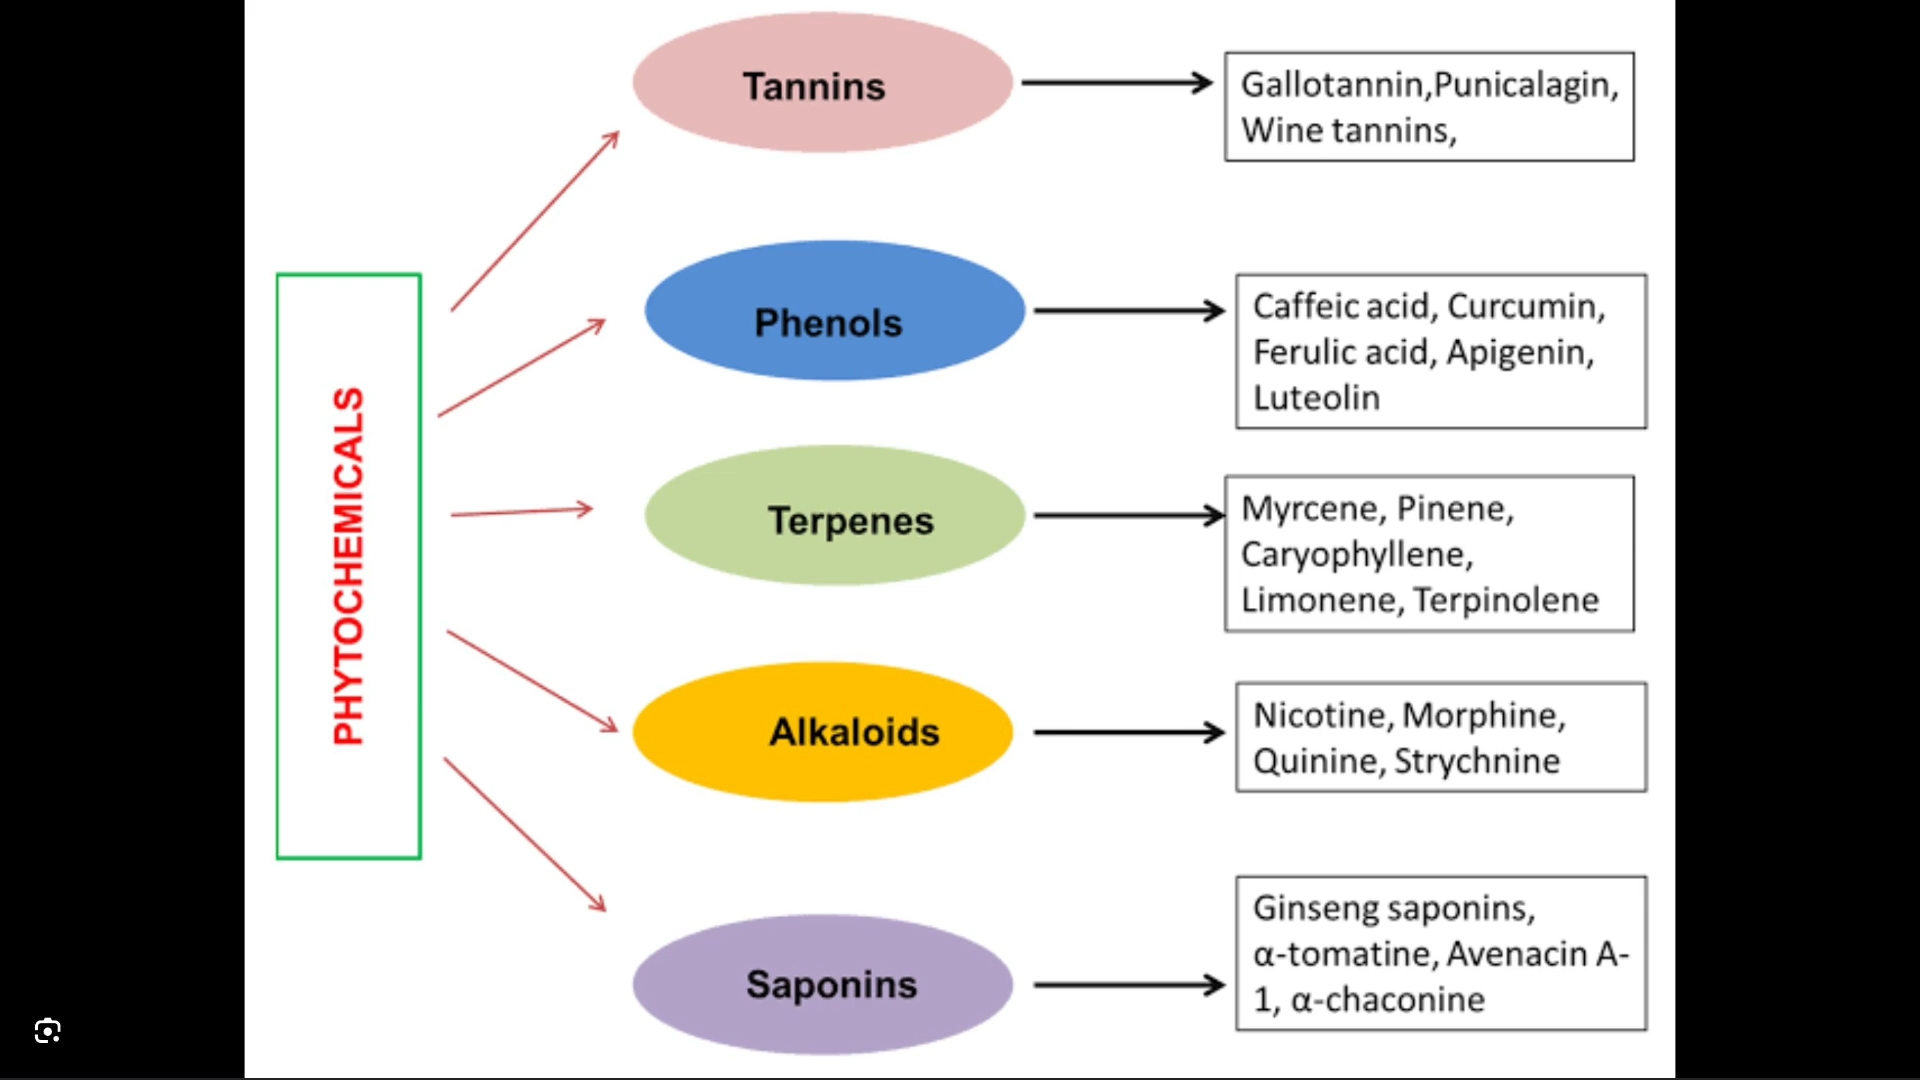 PHYTOCHEMICALS
Tannins
Gallotannin,Punicalagin,
Wine tannins,
Phenols
Caffeic acid, Curcumin,
Ferulic acid, Apigenin,
Luteolin
Terpenes
Myrcene, Pinene,
Caryophyllene,
Limonene, Terpinolene
Alkaloids
Nicotine, Morphine,
Quinine, Strychnine
Saponins
Ginseng saponins,
α-tomatine, Avenacin A-
1, α-chaconine